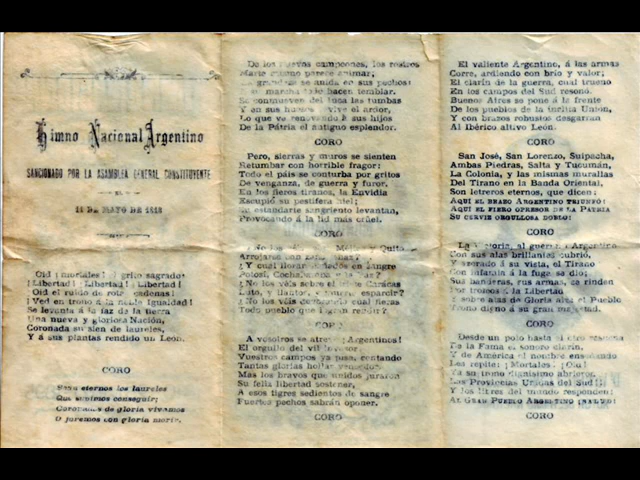 Himno Nacional Argentino
SANCIONADO POR LA ASAMBLEA GENERAL CONSTITUYENTE
EL
11 DE MAYO DE 1813
Oid ¡mortales! el grito sagrado:
¡Libertad! ¡Libertad! ¡Libertad!
Oid el ruido de rotas cadenas!
¡Ved en trono á la noble Igualdad!
Se levanta á la faz de la tierra
Una nueva y gloriosa Nación,
Coronada su sien de laureles,
Y á sus plantas rendido un León.
CORO
Sean eternos los laureles
Que supimos conseguir;
Coronados de gloria vivamos
O juremos con gloria morir.
De los nuevos campeones, los rostros
Marte mismo parece animar;
La grandeza se anida en sus pechos;
su marcha todo hacen temblar.
Se conmueven del Inca las tumbas
Y en sus huesos revive el ardor,
Lo que ve renovando á sus hijos
De la Pátria el antiguo esplendor.
CORO
Pero, sierras y muros se sienten
Retumbar con horrible fragor:
Todo el país se conturba por gritos
De venganza, de guerra y furor.
En los fieros tiranos, la Envidia
Escupió su pestífera hiel;
Su estandarte sangriento levantan,
Provocando á la lid más cruel.
CORO
¿No los Méjico y Quito
Arrojarse con
¿Y cuál lloran bañados en sangre
Potosí, Cochabamba y La Paz?
¿No los véis sobre el triste Carácas
Luto, y llantos, y muerte esparcir?
¿No los véis devorando cual fieras
Todo pueblo que logran rendir?
CORO
A vosotros se atreve ¡Argentinos!
El orgullo del vil invasor.
Vuestros campos ya pisa, contando
Tantas glorias hollar vencedor.
Mas los bravos que unidos juraron
Su feliz libertad sostener,
A esos tigres sedientos de sangre
Fuertes pechos sabrán oponer.
CORO
El valiente Argentino, á las armas
Corre, ardiendo con brio y valor;
El clarín de la guerra, cual trueno
En los campos del Sud resonó.
Buenos Aires se pone á la frente
De los pueblos de la ínclita Unión,
Y con brazos robustos desgarran
Al Ibérico altivo León.
CORO
San José, San Lorenzo, Suipacha,
Ambas Piedras, Salta y Tucumán,
La Colonia, y las mismas murallas
Del Tirano en la Banda Oriental,
Son letreros eternos, que dicen:
AQUÍ EL BRAZO ARGENTINO TRIUNFÓ!
AQUÍ EL FIERO OPRESOR DE LA PATRIA
SU CERVIZ ORGULLOSA DOBLÓ!
CORO
La Victoria, al guerrero Argentino
Con sus alas brillantes cubrió,
Y azorado á su vista, el Tirano
Con infamia á la fuga se dió;
Sus banderas, sus armas, se rinden
Por trofeos á la Libertad.
Y sobre alas de Gloria alza el Pueblo
Trono digno á su gran majestad.
CORO
Desde un polo hasta el otro resuena
De la Fama el sonoro clarín,
Y de América el nombre enseñando
Les repite: ¡Mortales! ¡Oid!
Ya su trono dignísimo abrieron
Las Provincias Unidas del Sud!!
Y los libres del mundo responden:
AL GRAN PUEBLO ARGENTINO ¡SALUD!
CORO